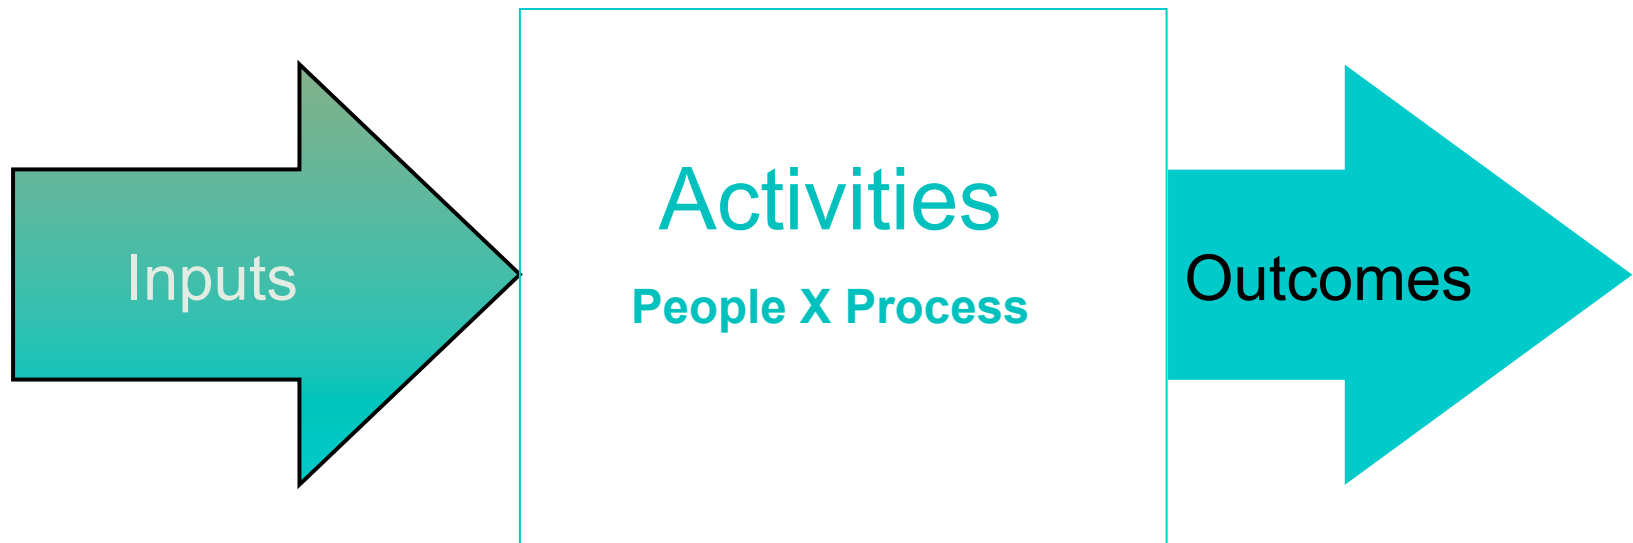 Inputs
Activities
People X Process
Outcomes